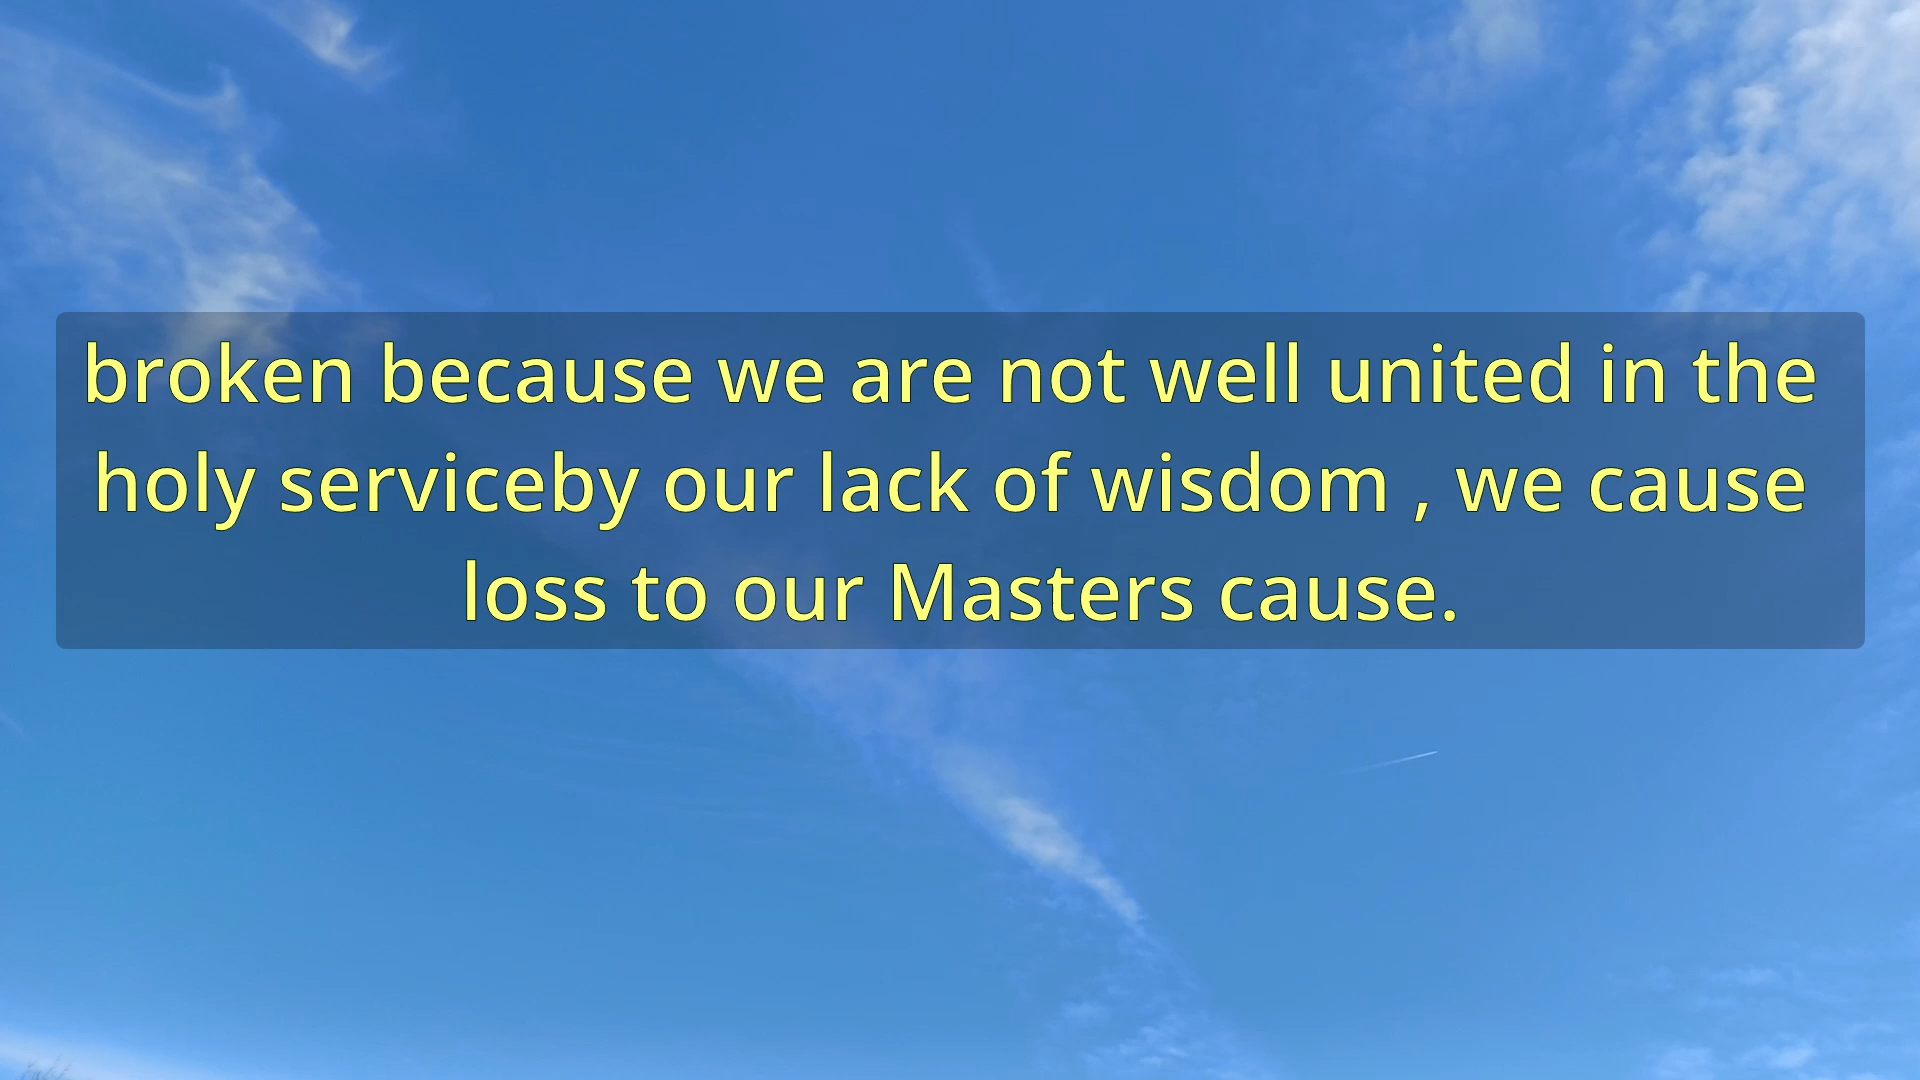 broken because we are not well united in the
holy serviceby our lack of wisdom , we cause
loss to our Masters cause.